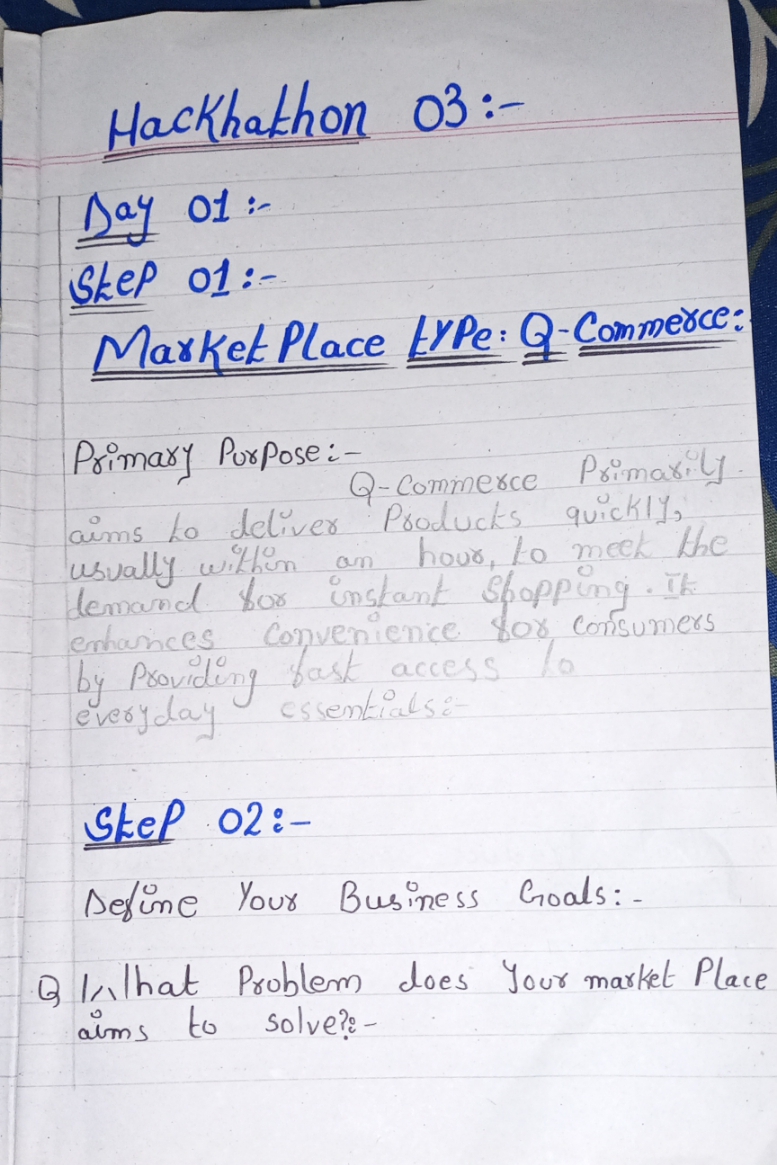 Hackhathon 03:-
Day 01:-
Step 01:-
Market Place type: Q-Commerce:
Primary Purpose:-
Q-Commerce Primarily
aims to deliver Products quickly,
usually within an hour, to meet the
demand for instant Shopping. It
enhances Convenience for consumers
by Providing fast access to
everyday essentials:-
Step 02:-
Define Your Business Goals:-
Q What Problem does Your market Place
aims to solve?:-